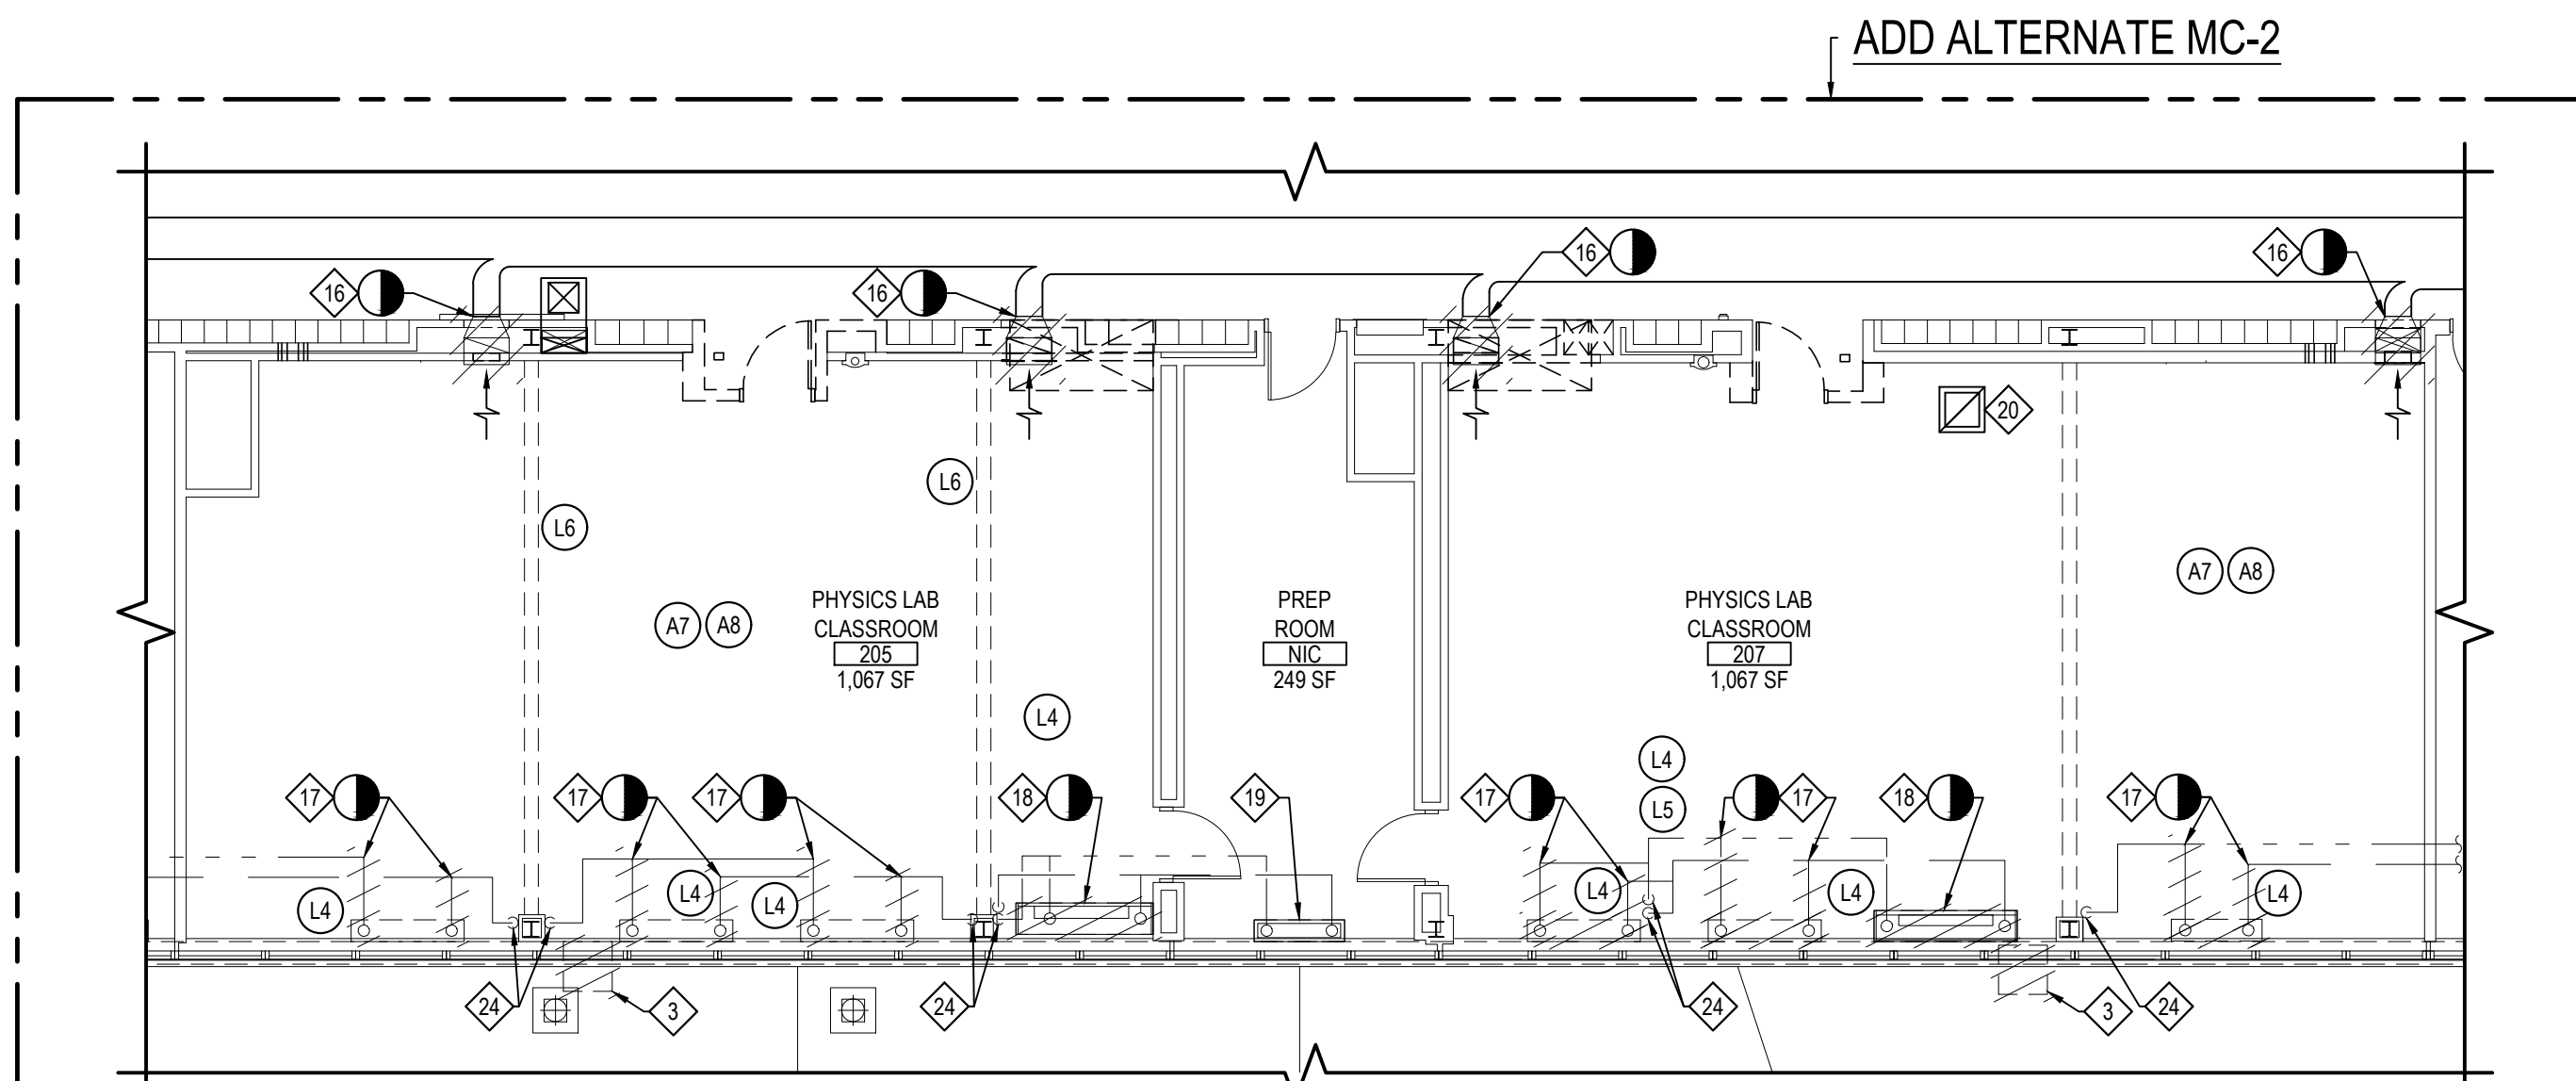 ADD ALTERNATE MC-2
16
16
16
16
20
L6
L6
A7 A8
PHYSICS LAB
CLASSROOM
205
1,067 SF
PREP
ROOM
NIC
249 SF
PHYSICS LAB
CLASSROOM
207
1,067 SF
A7 A8
L4
L4
L5
17
17
17
18
19
17
17
18
17
L4
L4
L4
L4
L4
L4
24
3
24
24
3
24